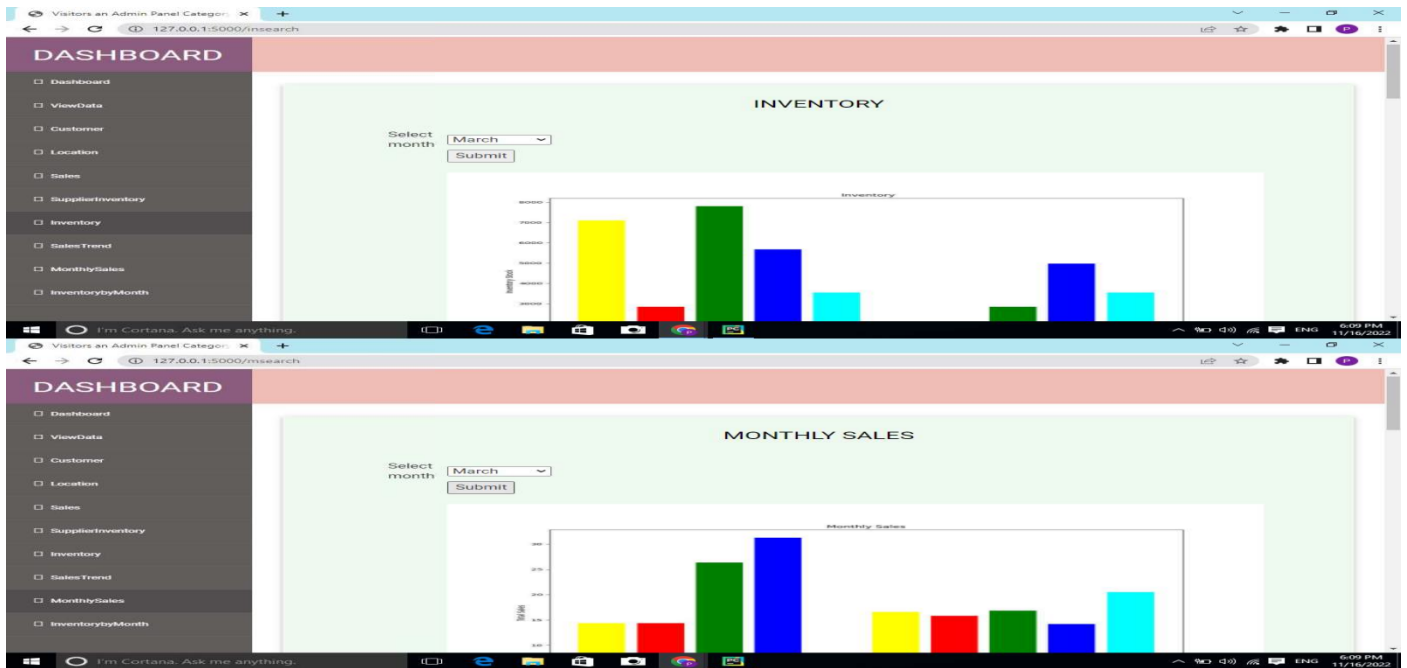 Visitors an Admin Panel Categor
127.0.0.1:5000/insearch
P
DASHBOARD
Dashboard
ViewData
Customer
Location
Sales
SupplierInventory
Inventory
SalesTrend
MonthlySales
InventorybyMonth
INVENTORY
Select month
March
Submit
Inventory
8000
7000
6000
5000
4000
3000
Inventory Stock
I'm Cortana. Ask me anything.
ENG
6:09 PM
11/16/2022
Visitors an Admin Panel Categor
127.0.0.1:5000/msearch
P
DASHBOARD
Dashboard
ViewData
Customer
Location
Sales
SupplierInventory
Inventory
SalesTrend
MonthlySales
InventorybyMonth
MONTHLY SALES
Select month
March
Submit
Monthly Sales
30
25
20
15
10
Total Sales
I'm Cortana. Ask me anything.
ENG
6:09 PM
11/16/2022